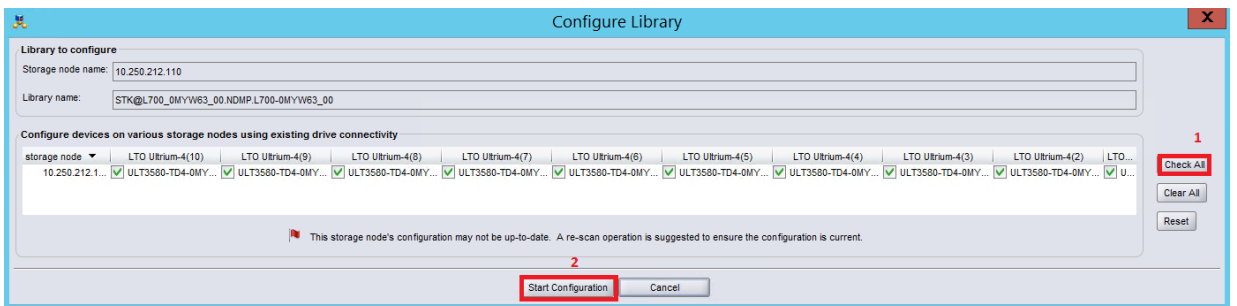 Configure Library
X
Library to configure
Storage node name: 10.250.212.110
Library name: STK@L700_0MYW63_00.NDMP.L700-0MYW63_00
Configure devices on various storage nodes using existing drive connectivity
1
storage node LTO Ultrium-4(10) LTO Ultrium-4(9) LTO Ultrium-4(8) LTO Ultrium-4(7) LTO Ultrium-4(6) LTO Ultrium-4(5) LTO Ultrium-4(4) LTO Ultrium-4(3) LTO Ultrium-4(2) LTO...
10.250.212.1... ULT3580-TD4-0MY... ULT3580-TD4-0MY... ULT3580-TD4-0MY... ULT3580-TD4-0MY... ULT3580-TD4-0MY... ULT3580-TD4-0MY... ULT3580-TD4-0MY... ULT3580-TD4-0MY... ULT3580-TD4-0MY... U...
Check All
Clear All
Reset
This storage node's configuration may not be up-to-date. A re-scan operation is suggested to ensure the configuration is current.
2
Start Configuration Cancel